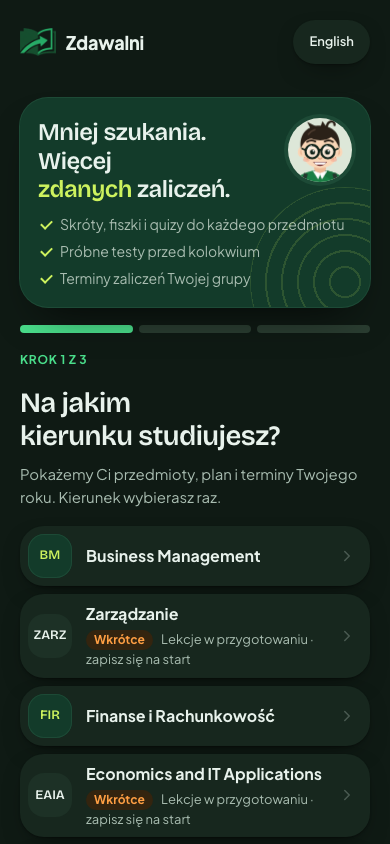 Zdawalni
English
Mniej szukania.
Więcej
zdanych zaliczeń.
Skróty, fiszki i quizy do każdego przedmiotu
Próbne testy przed kolokwium
Terminy zaliczeń Twojej grupy
KROK 1 Z 3
Na jakim
kierunku studiujesz?
Pokażemy Ci przedmioty, plan i terminy Twojego
roku. Kierunek wybierasz raz.
BM
Business Management
ZARZ
Zarządzanie
Wkrótce Lekcje w przygotowaniu ·
zapisz się na start
FIR
Finanse i Rachunkowość
EAIA
Economics and IT Applications
Wkrótce Lekcje w przygotowaniu ·
zapisz się na start